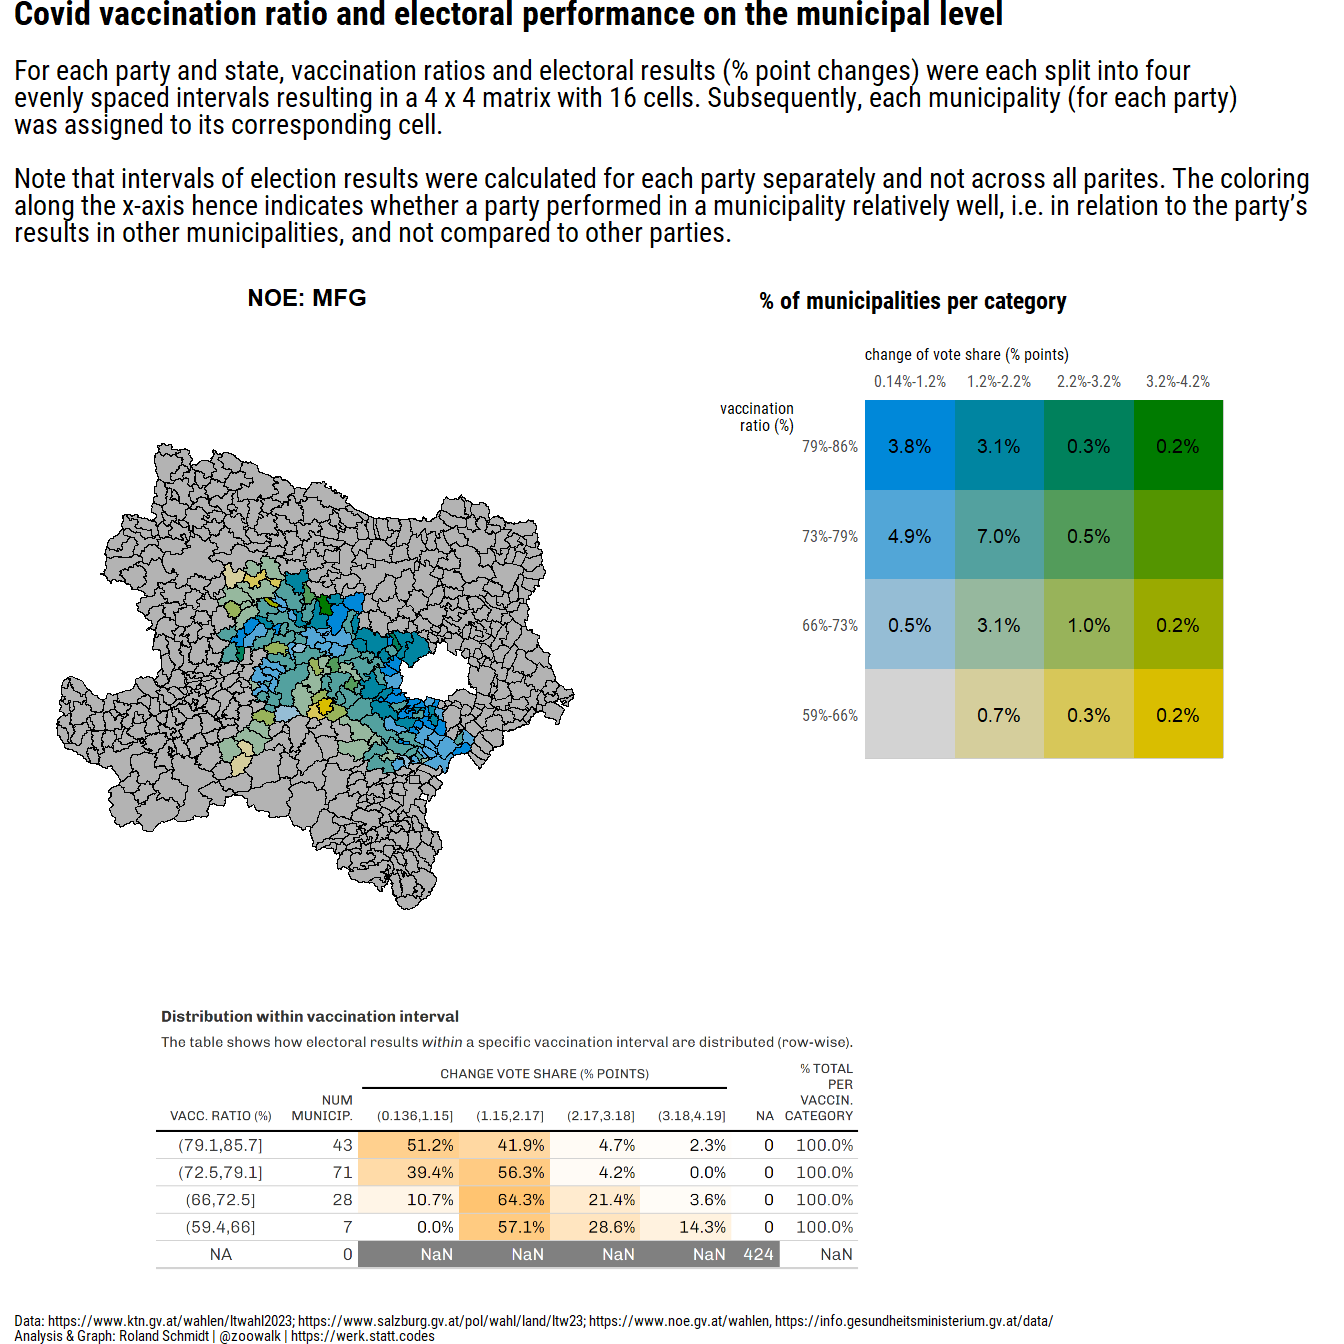 Covid vaccination ratio and electoral performance on the municipal level
For each party and state, vaccination ratios and electoral results (% point changes) were each split into four
evenly spaced intervals resulting in a 4 x 4 matrix with 16 cells. Subsequently, each municipality (for each party)
was assigned to its corresponding cell.
Note that intervals of election results were calculated for each party separately and not across all parites. The coloring
along the x-axis hence indicates whether a party performed in a municipality relatively well, i.e. in relation to the party's
results in other municipalities, and not compared to other parties.
NOE: MFG
% of municipalities per category
change of vote share (% points)
0.14%-1.2% 1.2%-2.2% 2.2%-3.2% 3.2%-4.2%
vaccination
ratio (%)
79%-86% 3.8% 3.1% 0.3% 0.2%
73%-79% 4.9% 7.0% 0.5%
66%-73% 0.5% 3.1% 1.0% 0.2%
59%-66% 0.7% 0.3% 0.2%
Distribution within vaccination interval
The table shows how electoral results within a specific vaccination interval are distributed (row-wise).
CHANGE VOTE SHARE (% POINTS)
VACC. RATIO (%) NUM MUNICIP. (0.136,1.15] (1.15,2.17] (2.17,3.18] (3.18,4.19] NA % TOTAL PER VACCIN. CATEGORY
(79.1,85.7] 43 51.2% 41.9% 4.7% 2.3% 0 100.0%
(72.5,79.1] 71 39.4% 56.3% 4.2% 0.0% 0 100.0%
(66,72.5] 28 10.7% 64.3% 21.4% 3.6% 0 100.0%
(59.4,66] 7 0.0% 57.1% 28.6% 14.3% 0 100.0%
NA 0 NaN NaN NaN NaN 424 NaN
Data: https://www.ktn.gv.at/wahlen/ltwahl2023; https://www.salzburg.gv.at/pol/wahl/land/ltw23; https://www.noe.gv.at/wahlen, https://info.gesundheitsministerium.gv.at/data/
Analysis & Graph: Roland Schmidt | @zoowalk | https://werk.statt.codes